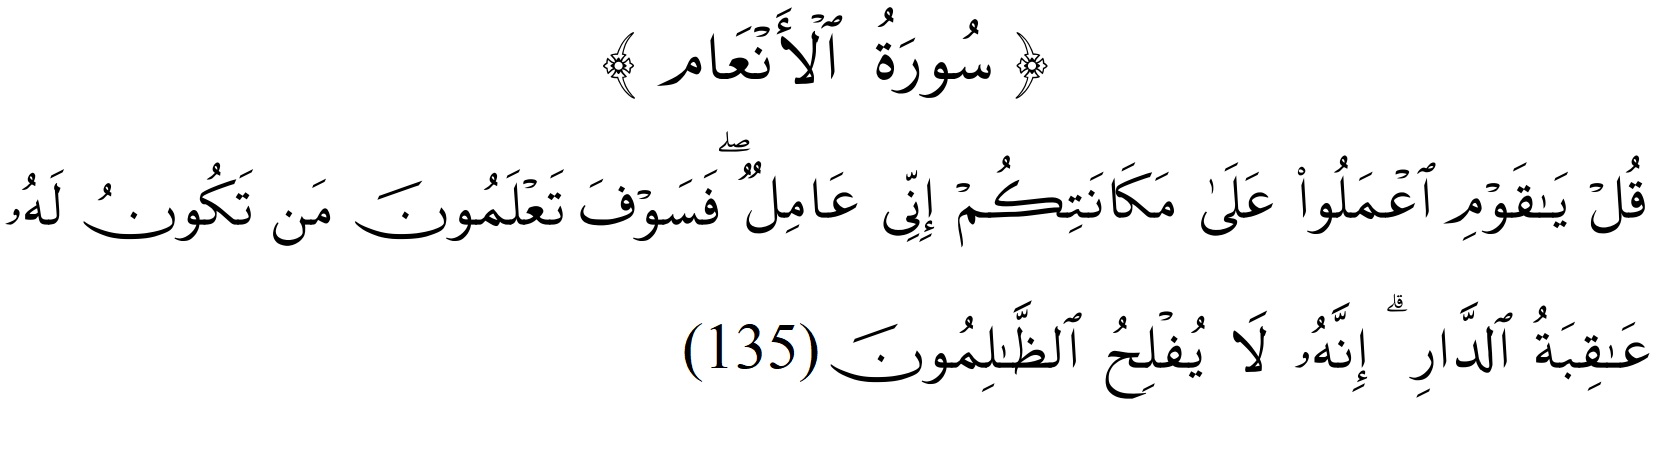 ﴿ سُورَةُ ٱلْأَنْعَام ﴾
قُلْ يَـٰقَوْمِ ٱعْمَلُوا۟ عَلَىٰ مَكَانَتِكُمْ إِنِّى عَامِلٌۭ ۖ فَسَوْفَ تَعْلَمُونَ مَن تَكُونُ لَهُۥ
عَـٰقِبَةُ ٱلدَّارِ ۗ إِنَّهُۥ لَا يُفْلِحُ ٱلظَّـٰلِمُونَ (135)